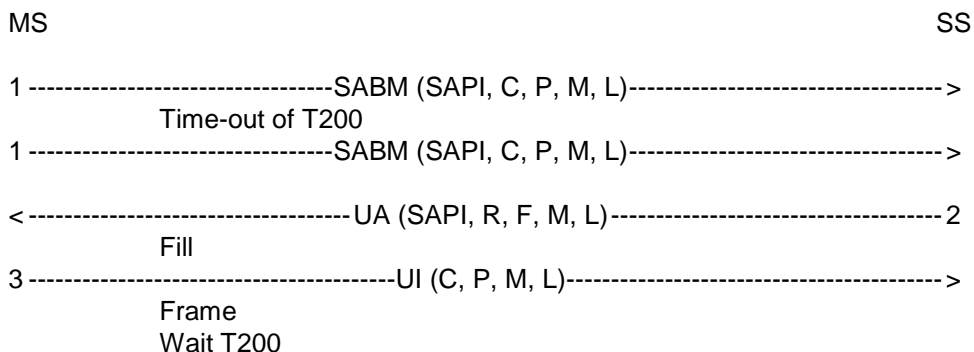 MS SS
1 ----------------------------------SABM (SAPI, C, P, M, L)----------------------------------->
Time-out of T200
1 ----------------------------------SABM (SAPI, C, P, M, L)----------------------------------->
< ------------------------------------UA (SAPI, R, F, M, L)-------------------------------------2
Fill
3 -----------------------------------------UI (C, P, M, L)------------------------------------------>
Frame
Wait T200